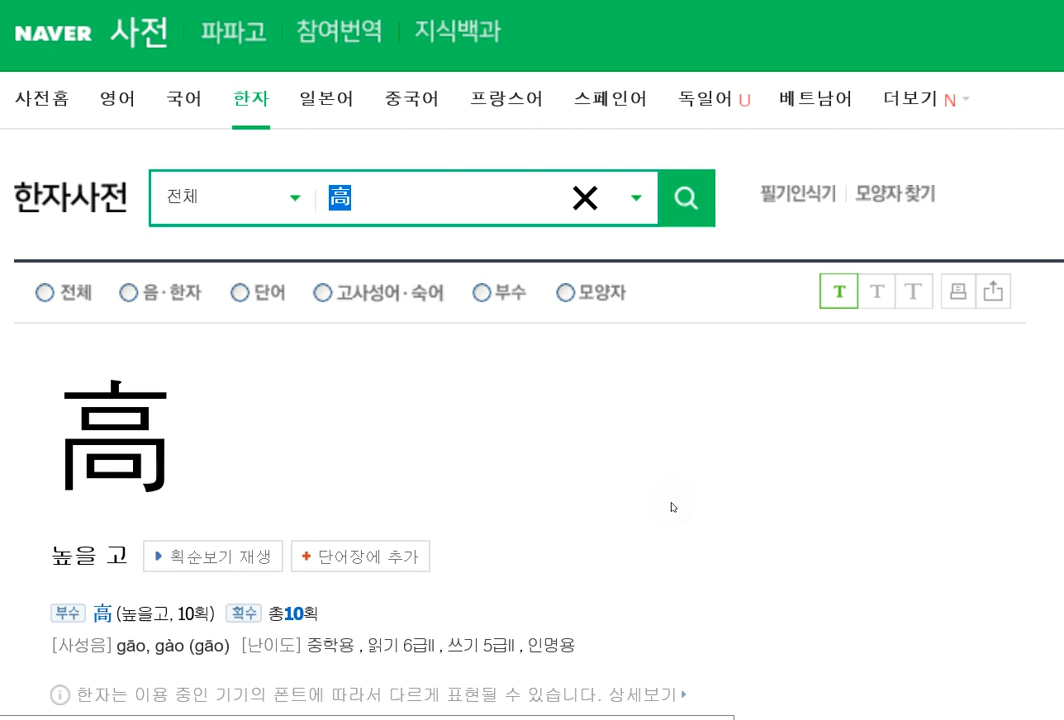 NAVER 사전 파파고 참여번역 지식백과
사전홈 영어 국어 한자 일본어 중국어 프랑스어 스페인어 독일어 U 베트남어 더보기 N
한자사전 전체 高 필기인식기 모양자 찾기
전체 음·한자 단어 고사성어·숙어 부수 모양자 T T T
高
높을 고 획순보기 재생 단어장에 추가
부수 高 (높을고, 10획) 획수 총10획
[사성음] gāo, gào (gāo) [난이도] 중학용 , 읽기 6급II , 쓰기 5급II , 인명용
한자는 이용 중인 기기의 폰트에 따라서 다르게 표현될 수 있습니다. 상세보기